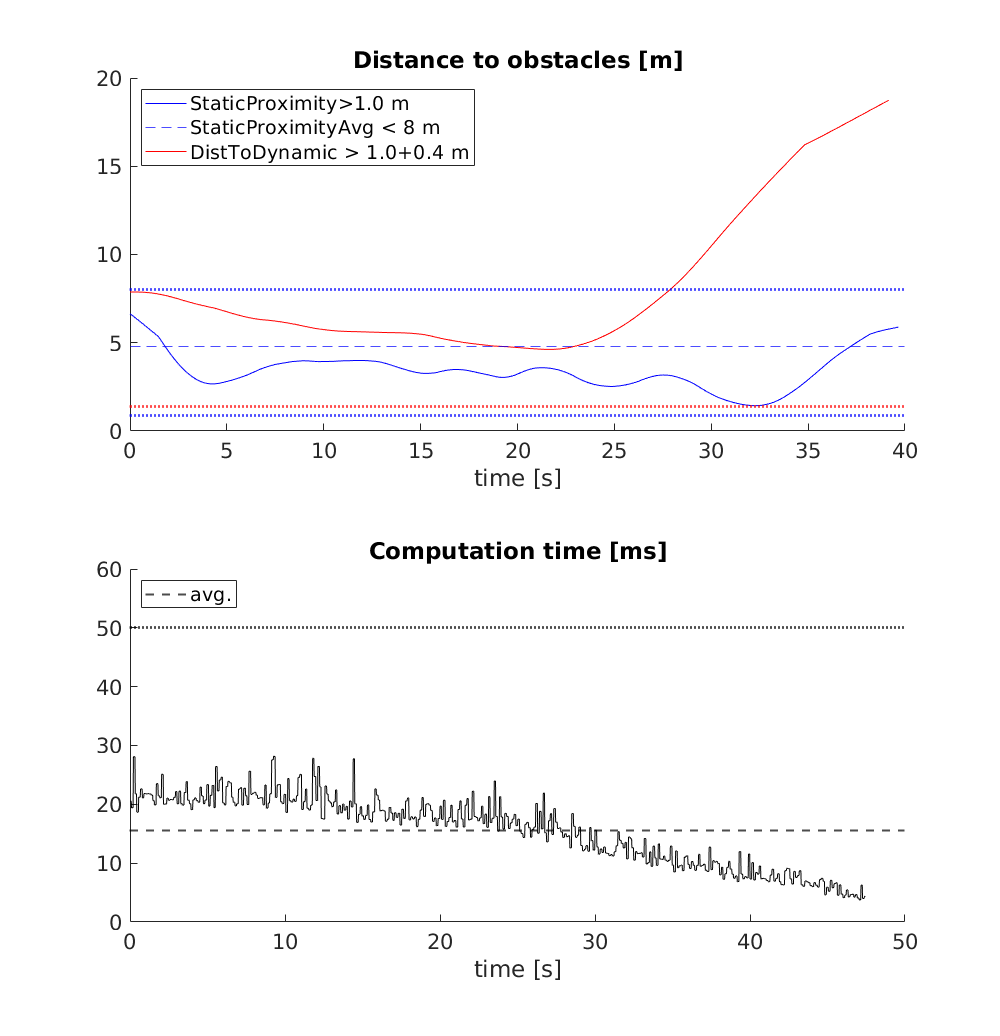 Distance to obstacles [m]
20
15
10
5
0
StaticProximity>1.0 m
StaticProximityAvg < 8 m
DistToDynamic > 1.0+0.4 m
0 5 10 15 20 25 30 35 40
time [s]
Computation time [ms]
60
50
40
30
20
10
0
avg.
0 10 20 30 40 50
time [s]